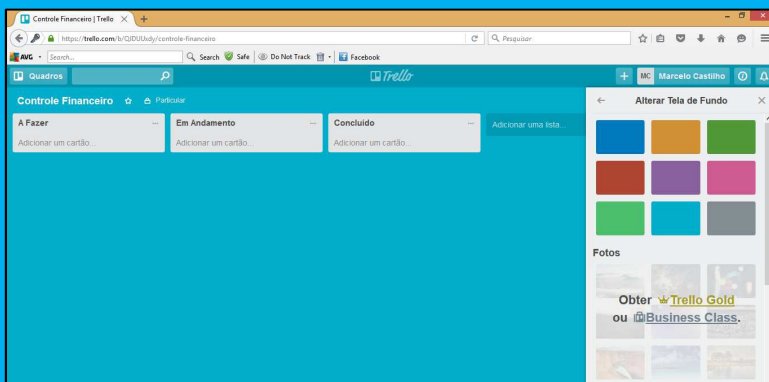 Controle Financeiro | Trello
https://trello.com/b/QJDUUxdy/controle-financeiro
Pesquisar
AVG
Search...
Search
Safe
Do Not Track
Facebook
Quadros
Trello
MC Marcelo Castilho
Controle Financeiro
Particular
Alterar Tela de Fundo
A Fazer
Em Andamento
Concluído
Adicionar uma lista...
Adicionar um cartão...
Adicionar um cartão...
Adicionar um cartão...
Fotos
Obter Trello Gold
ou Business Class.